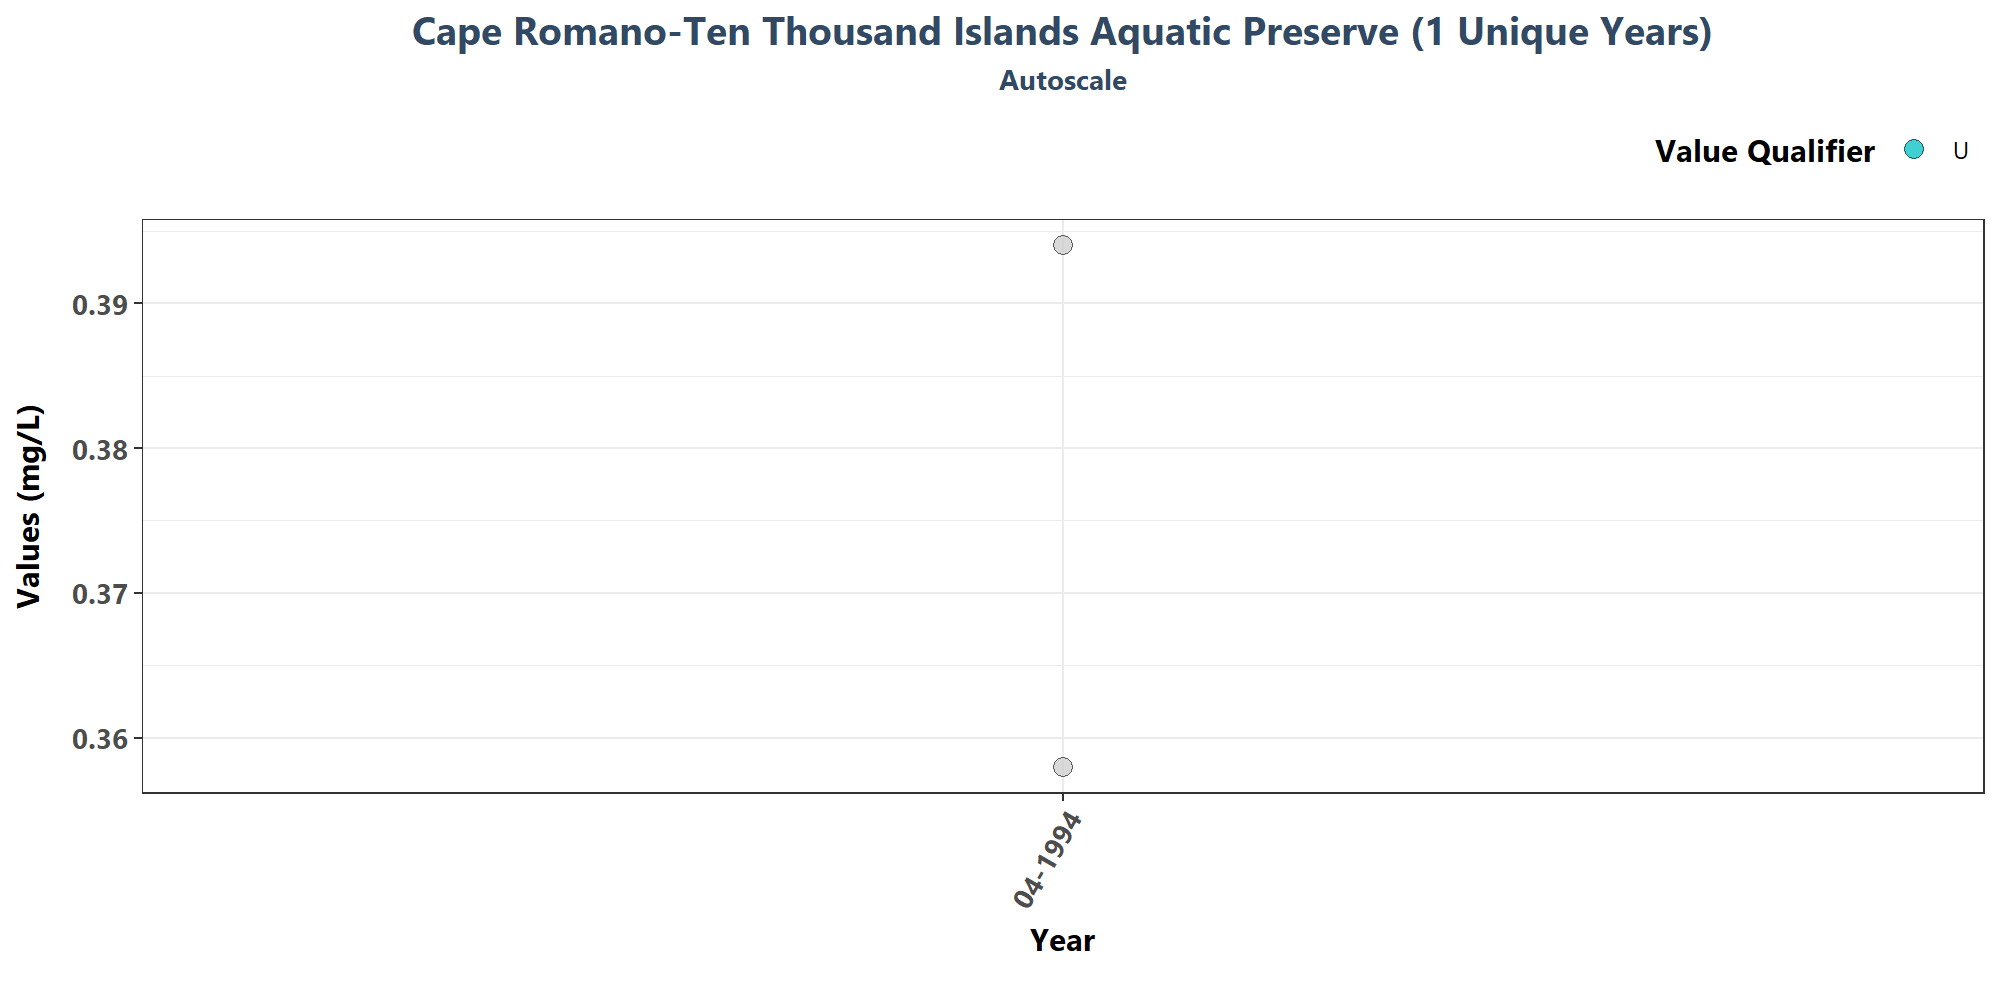 Cape Romano-Ten Thousand Islands Aquatic Preserve (1 Unique Years)
Autoscale
Value Qualifier U
Values (mg/L)
0.39
0.38
0.37
0.36
04-1994
Year